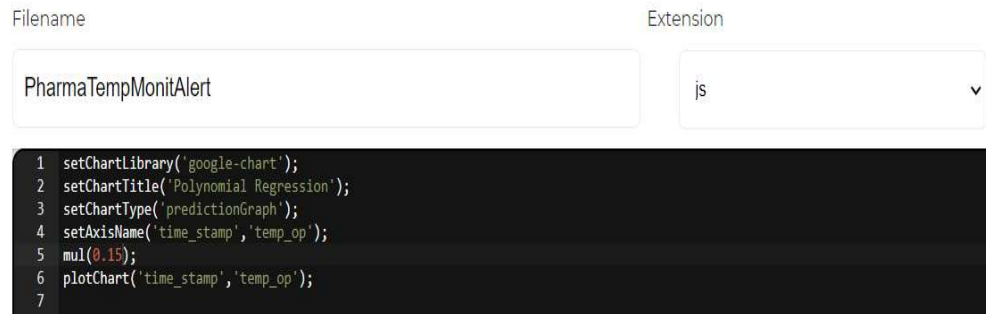 Filename Extension
PharmaTempMonitAlert js
1 setChartLibrary('google-chart');
2 setChartTitle('Polynomial Regression');
3 setChartType('predictionGraph');
4 setAxisName('time_stamp','temp_op');
5 mul(0.15);
6 plotChart('time_stamp','temp_op');
7